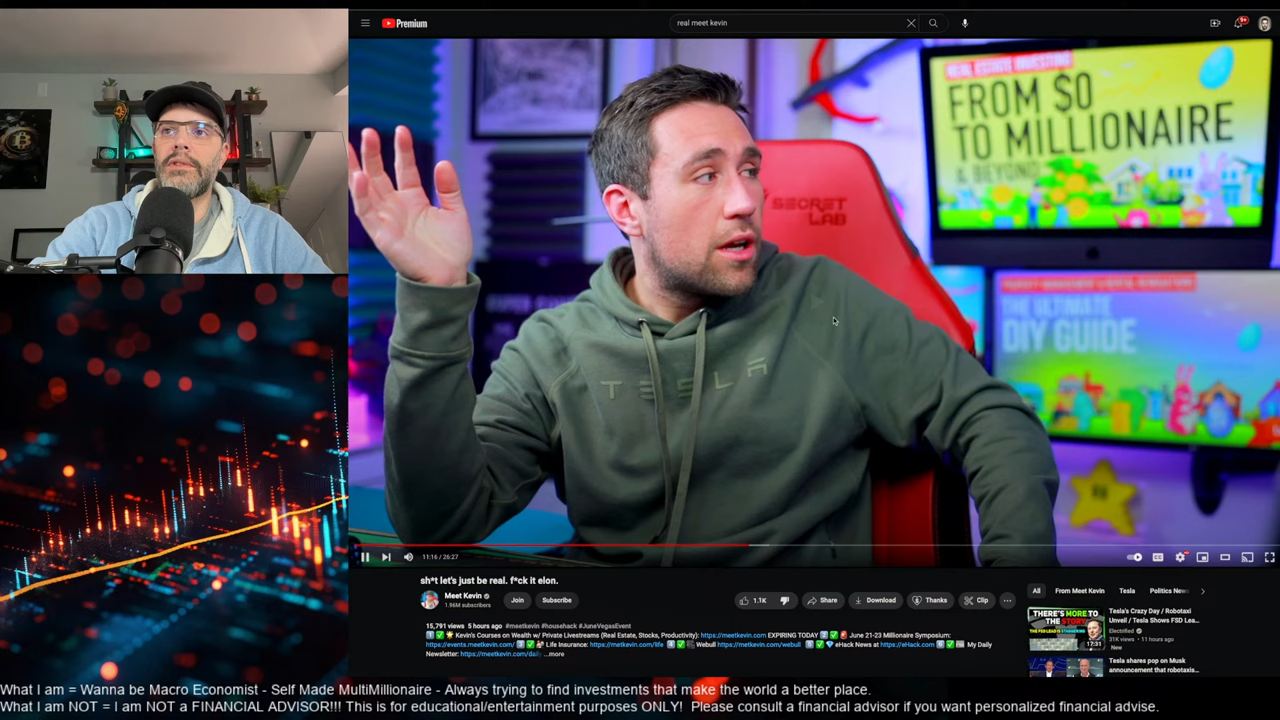 Premium
real meet kevin
9+
REAL ESTATE INVESTING
FROM $0
TO MILLIONAIRE
& BEYOND
SECRET
LAB
THE ULTIMATE
DIY GUIDE
TESLA
11:16 / 26:27
sh*t let's just be real. f*ck it elon.
Meet Kevin
1.96M subscribers
Join
Subscribe
1.1K
Share
Download
Thanks
Clip
15,791 views 5 hours ago #meetkevin #househack #JuneVegasEvent
Kevin's Courses on Wealth w/ Private Livestreams (Real Estate, Stocks, Productivity): https://meetkevin.com EXPIRING TODAY June 21-23 Millionaire Symposium:
https://events.meetkevin.com/ Life Insurance: https://metkevin.com/life Webull https://metkevin.com/webull eHack News at https://eHack.com My Daily
Newsletter: https://meetkevin.com/dai... ...more
All
From Meet Kevin
Tesla
Politics News
THERE'S MORE TO
THE STORY
17:31
Tesla's Crazy Day / Robotaxi
Unveil / Tesla Shows FSD Lea...
Electrified
31K views • 11 hours ago
New
Tesla shares pop on Musk
announcement that robotaxis...
What I am = Wanna be Macro Economist - Self Made MultiMillionaire - Always trying to find investments that make the world a better place.
What I am NOT = I am NOT a FINANCIAL ADVISOR!!! This is for educational/entertainment purposes ONLY! Please consult a financial advisor if you want personalized financial advise.